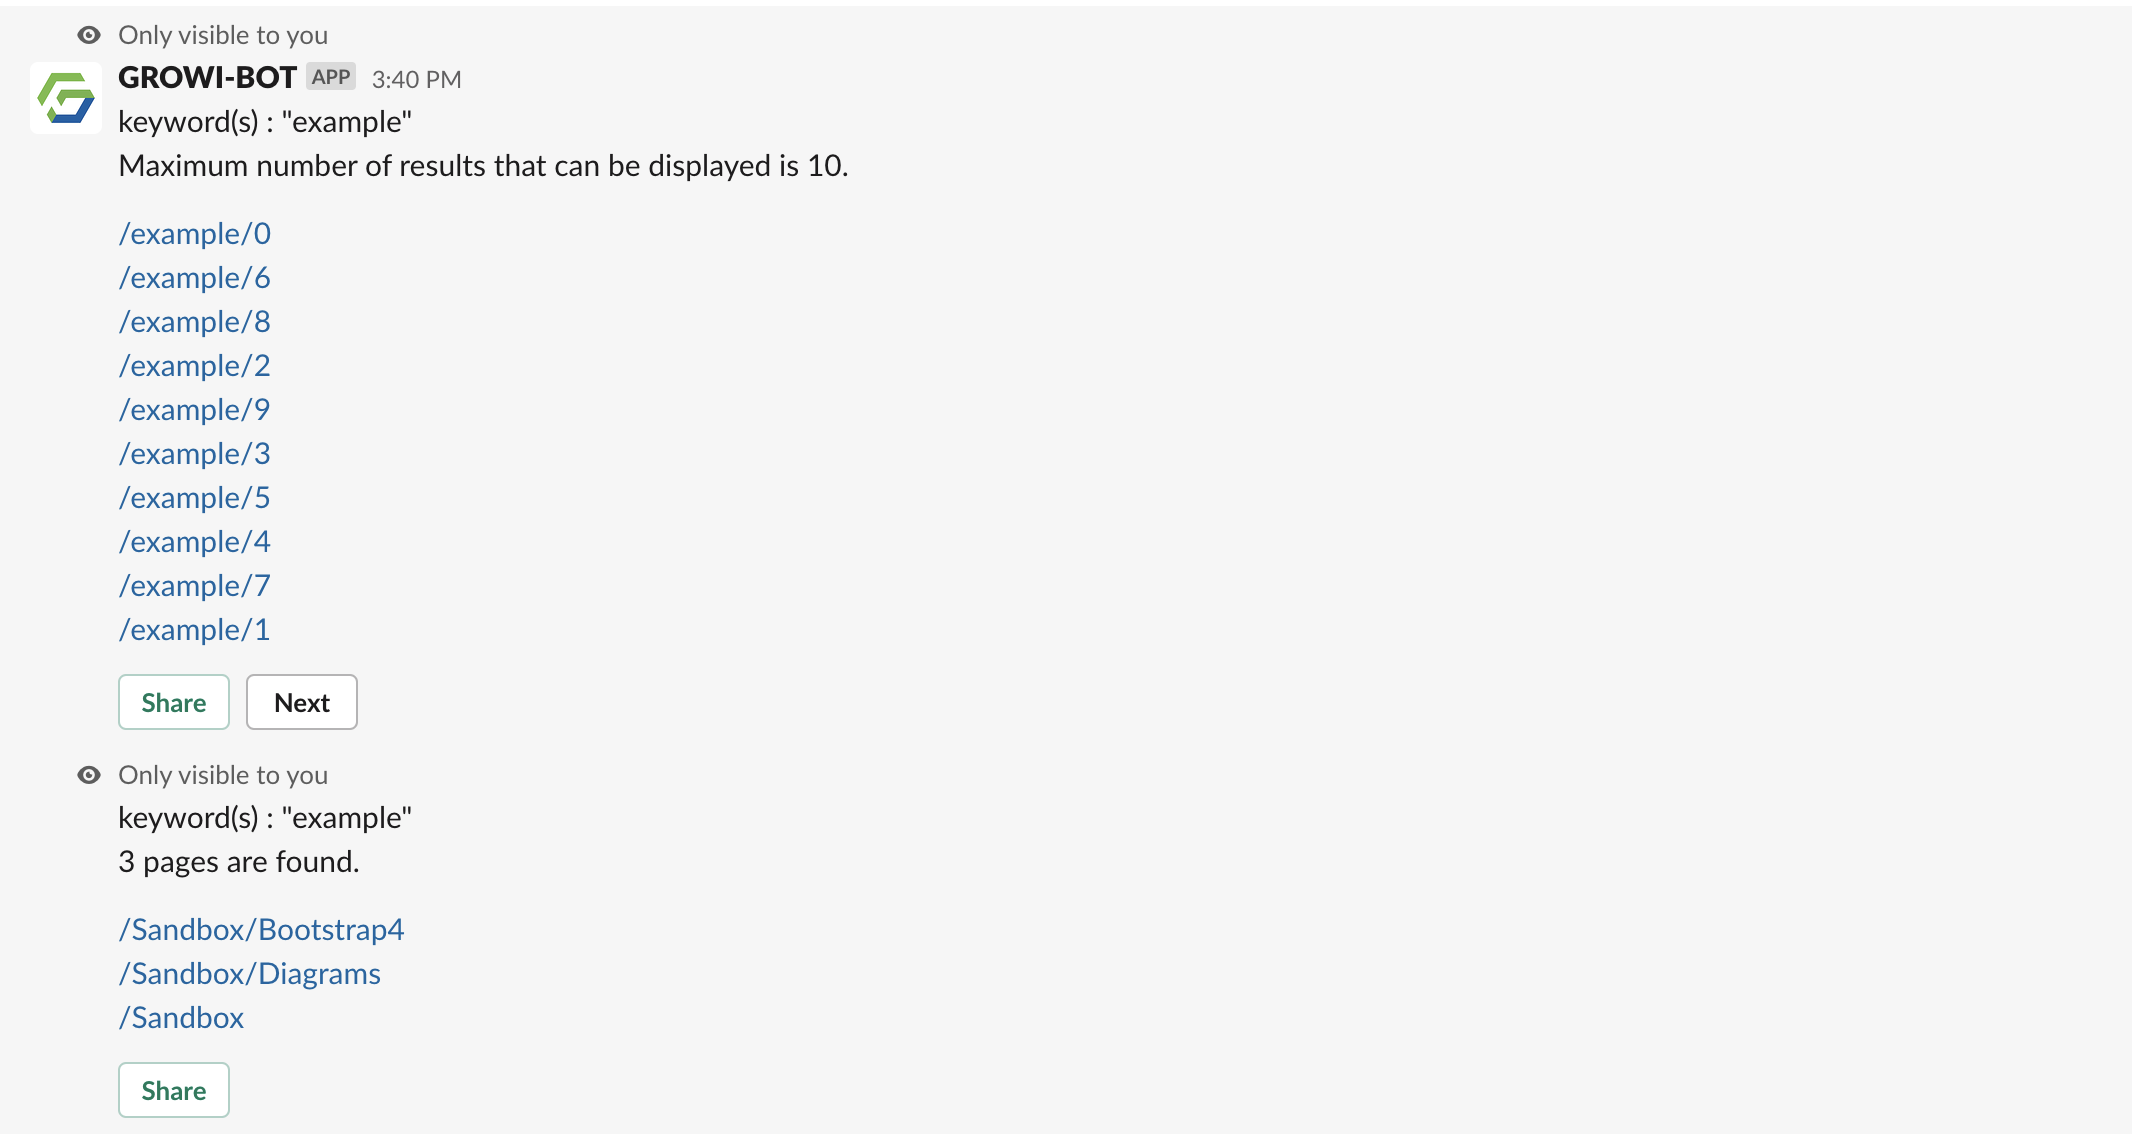 Only visible to you
GROWI-BOT APP 3:40 PM
keyword(s) : "example"
Maximum number of results that can be displayed is 10.
/example/0
/example/6
/example/8
/example/2
/example/9
/example/3
/example/5
/example/4
/example/7
/example/1
Share Next
Only visible to you
keyword(s) : "example"
3 pages are found.
/Sandbox/Bootstrap4
/Sandbox/Diagrams
/Sandbox
Share